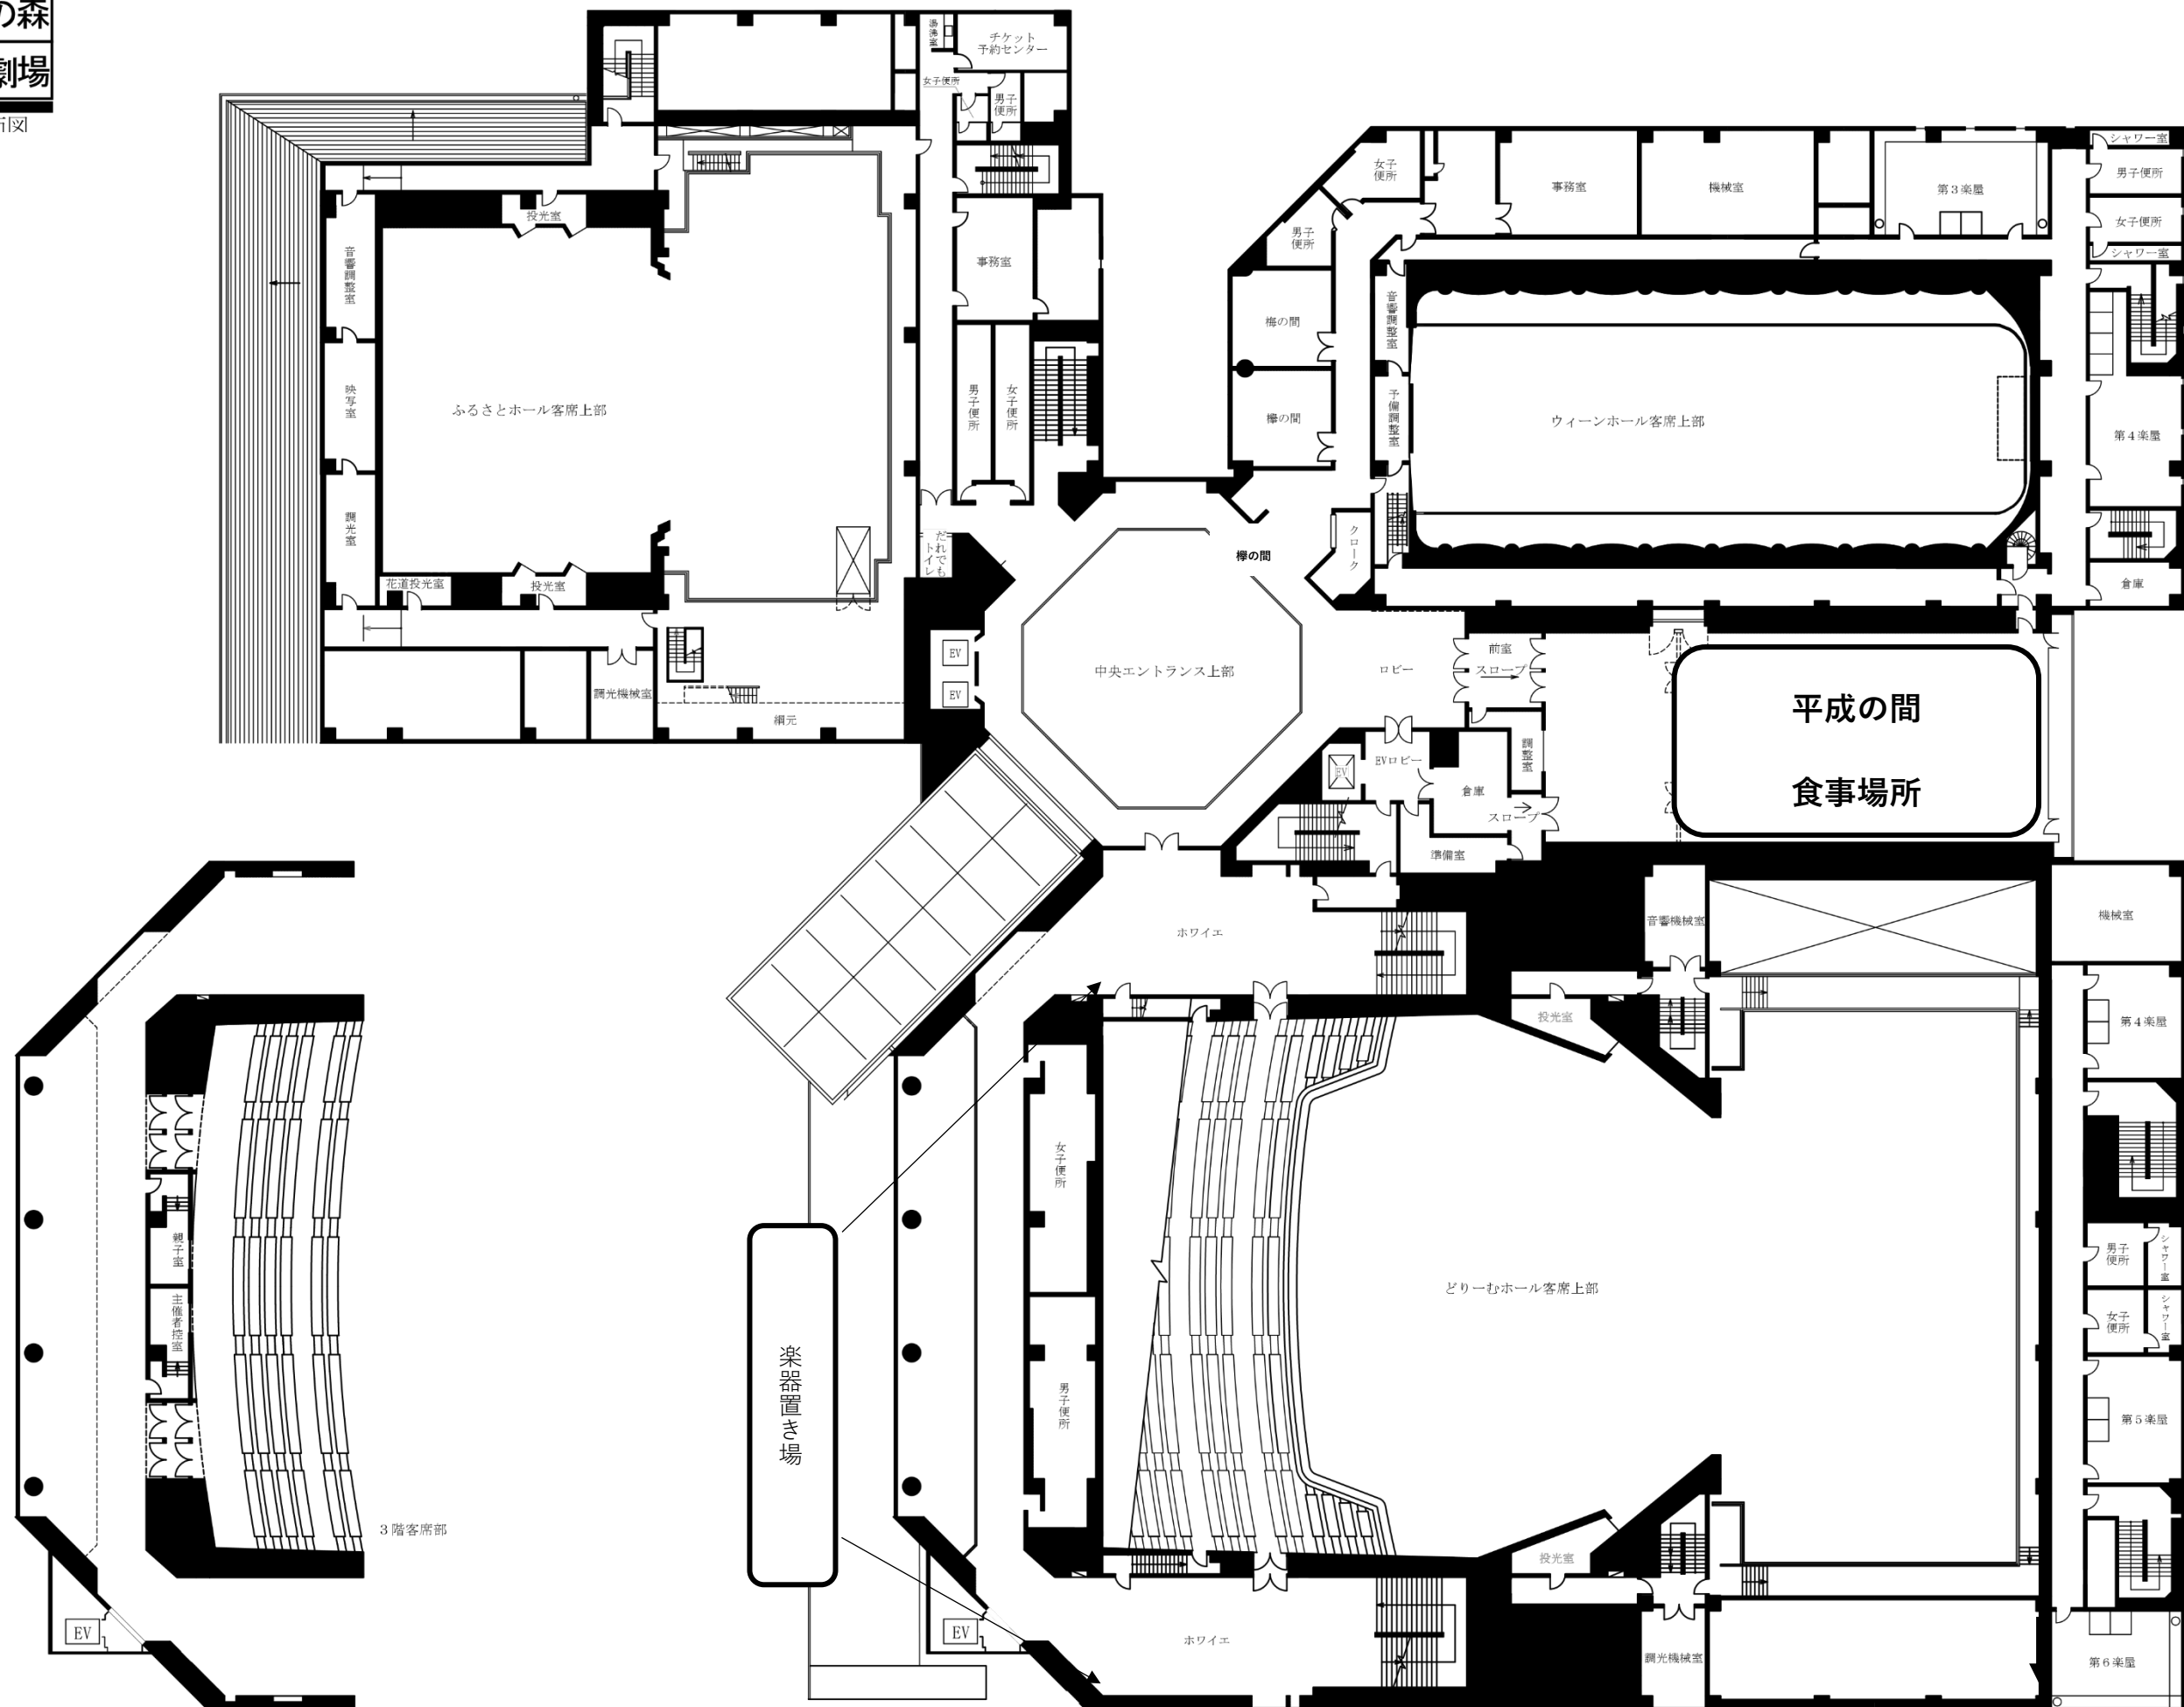 の森
劇場
図
湯沸室
チケット
予約センター
女子便所
男子
便所
投光室
音響調整室
事務室
映写室
ふるさとホール客席上部
男子便所
女子便所
調光室
花道投光室
投光室
だれでも
トイレ
調光機械室
綱元
EV
EV
中央エントランス上部
女子
便所
男子
便所
事務室
機械室
第３楽屋
シャワー室
男子便所
女子便所
シャワー室
梅の間
欅の間
音響調整室
予備調整室
ウィーンホール客席上部
第４楽屋
欅の間
クローク
倉庫
ロビー
前室
スロープ
平成の間
食事場所
EVロビー
EV
調整室
倉庫
スロープ
準備室
ホワイエ
音響機械室
機械室
投光室
第４楽屋
女子便所
男子便所
どりーむホール客席上部
男子
便所
シャワー室
女子
便所
シャワー室
第５楽屋
投光室
ホワイエ
調光機械室
第６楽屋
EV
楽器置き場
親子室
主催者控室
３階客席部
EV